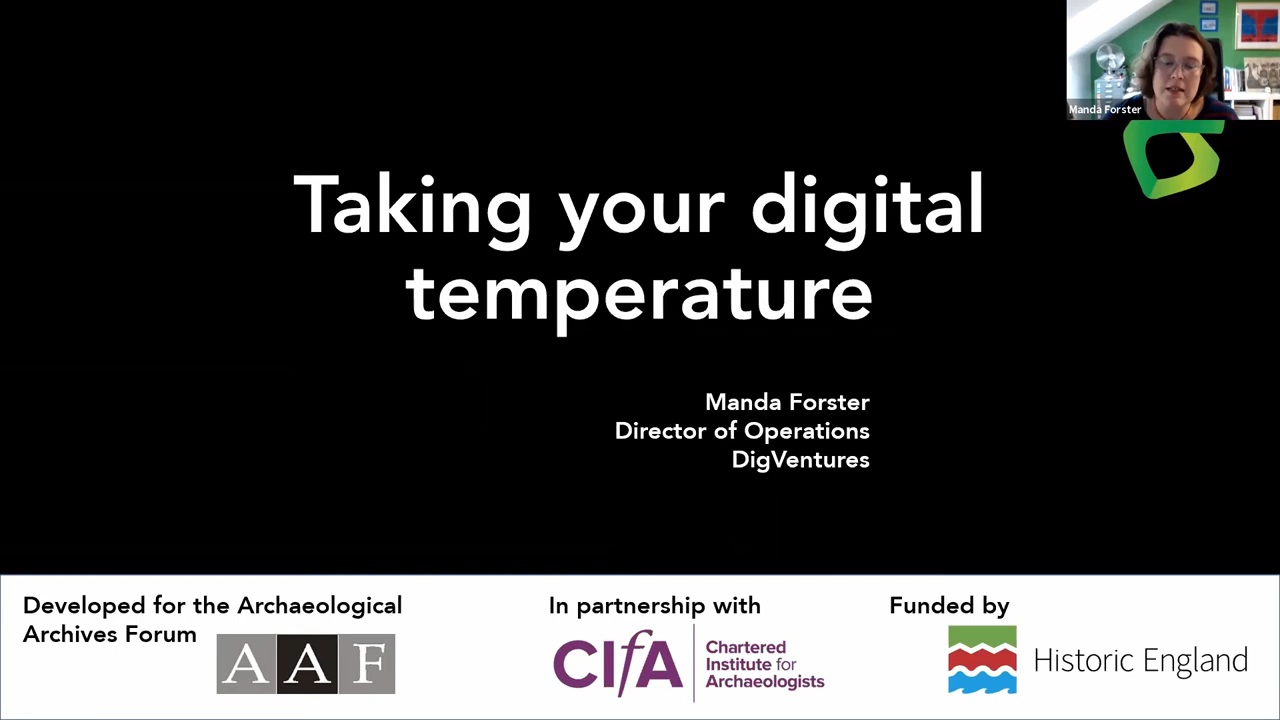 Manda Forster
Taking your digital
temperature
Manda Forster
Director of Operations
DigVentures
Developed for the Archaeological
Archives Forum
AAF
In partnership with
CIfA
Chartered
Institute for
Archaeologists
Funded by
Historic England